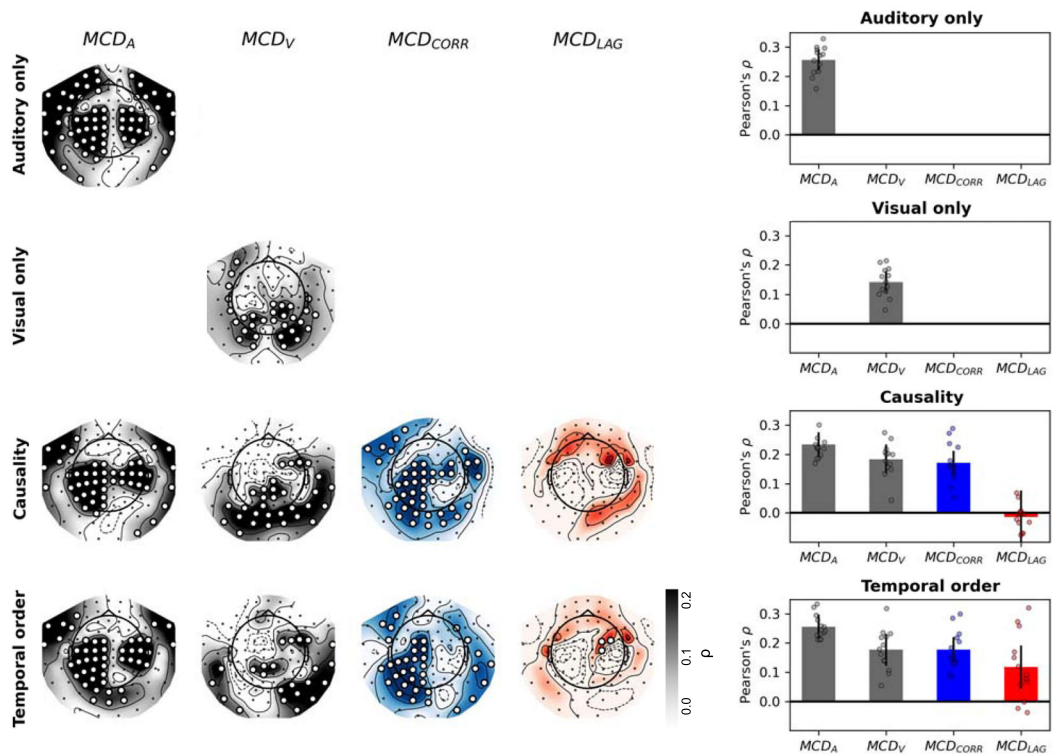 MCD_A MCD_V MCD_CORR MCD_LAG
Auditory only
Visual only
Causality
Temporal order
0.2
0.1
0.0
ρ
Auditory only
Pearson's ρ
0.3
0.2
0.1
0.0
MCD_A MCD_V MCD_CORR MCD_LAG
Visual only
Pearson's ρ
0.3
0.2
0.1
0.0
MCD_A MCD_V MCD_CORR MCD_LAG
Causality
Pearson's ρ
0.3
0.2
0.1
0.0
MCD_A MCD_V MCD_CORR MCD_LAG
Temporal order
Pearson's ρ
0.3
0.2
0.1
0.0
MCD_A MCD_V MCD_CORR MCD_LAG